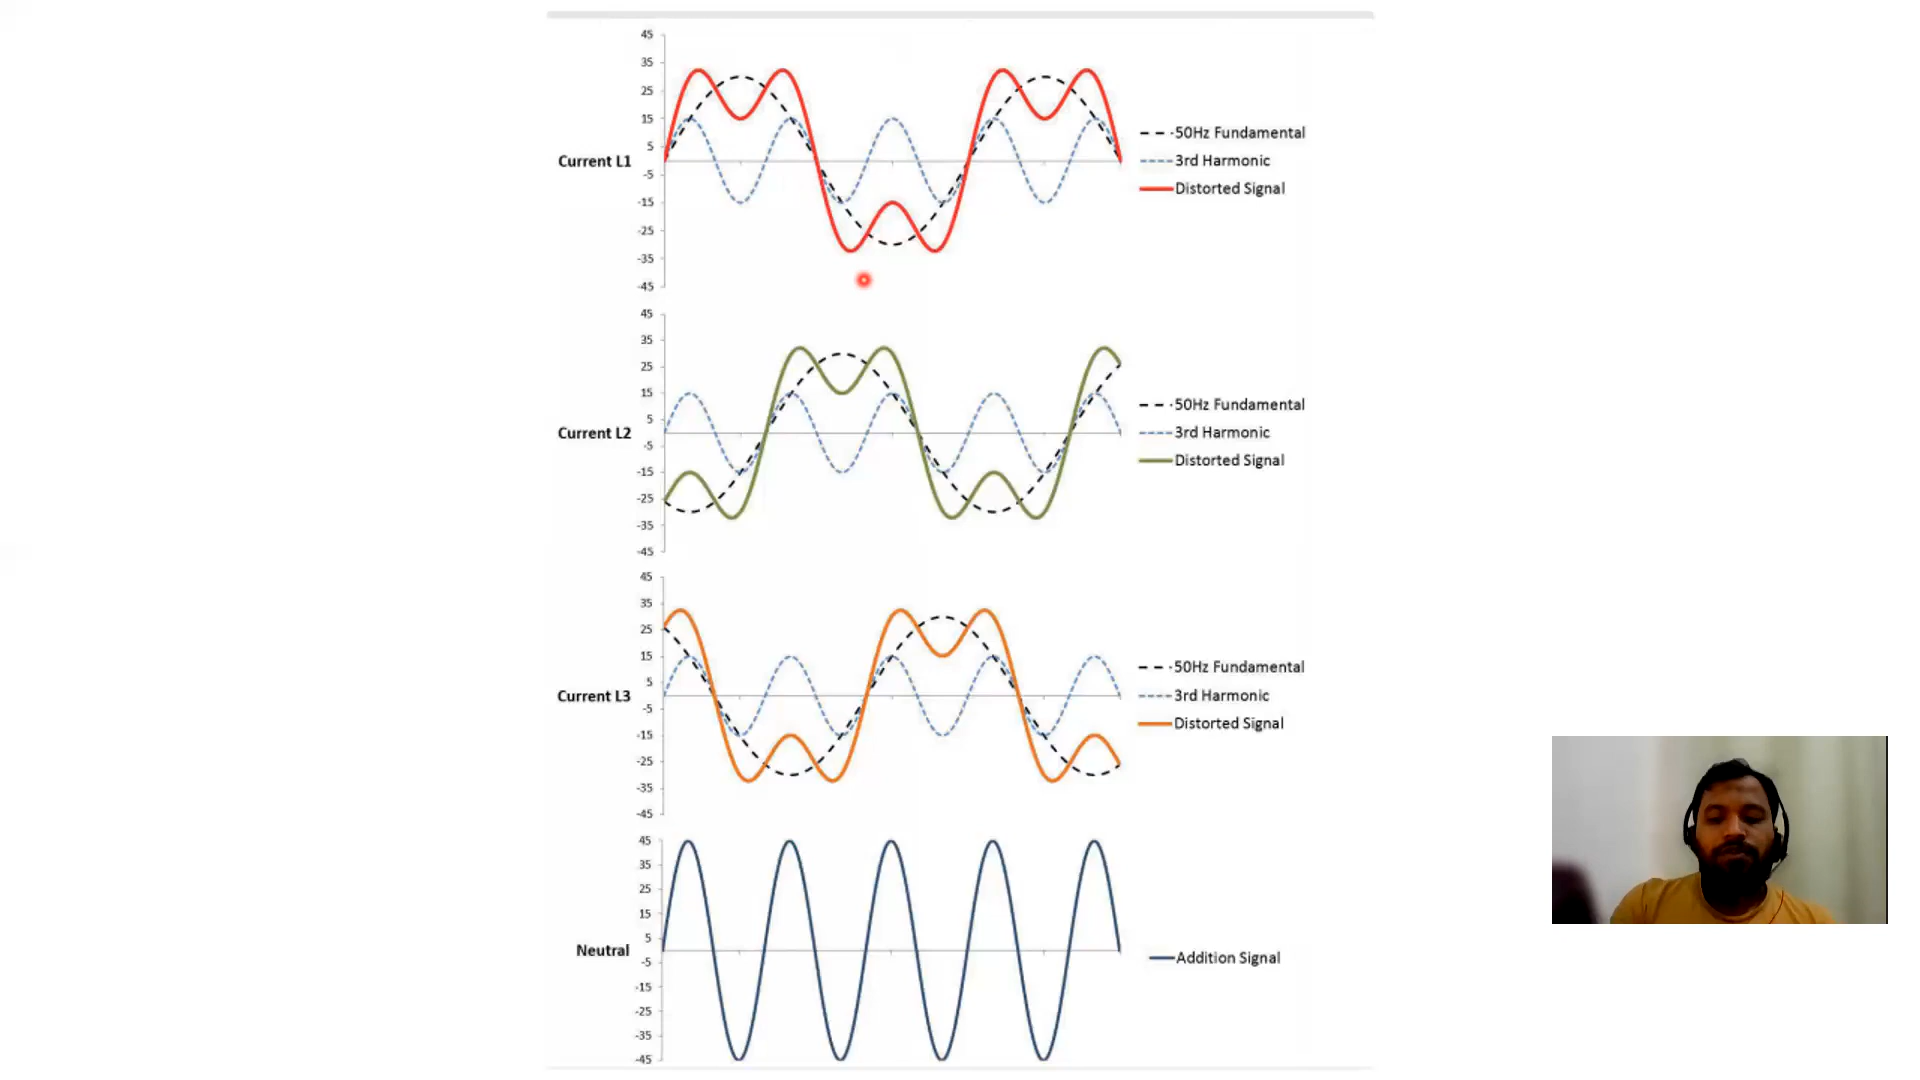 45
35
25
15
5
Current L1
-5
-15
-25
-35
-45
-50Hz Fundamental
3rd Harmonic
Distorted Signal
45
35
25
15
5
Current L2
-5
-15
-25
-35
-45
-50Hz Fundamental
3rd Harmonic
Distorted Signal
45
35
25
15
5
Current L3
-5
-15
-25
-35
-45
-50Hz Fundamental
3rd Harmonic
Distorted Signal
45
35
25
15
5
Neutral
-5
-15
-25
-35
-45
Addition Signal